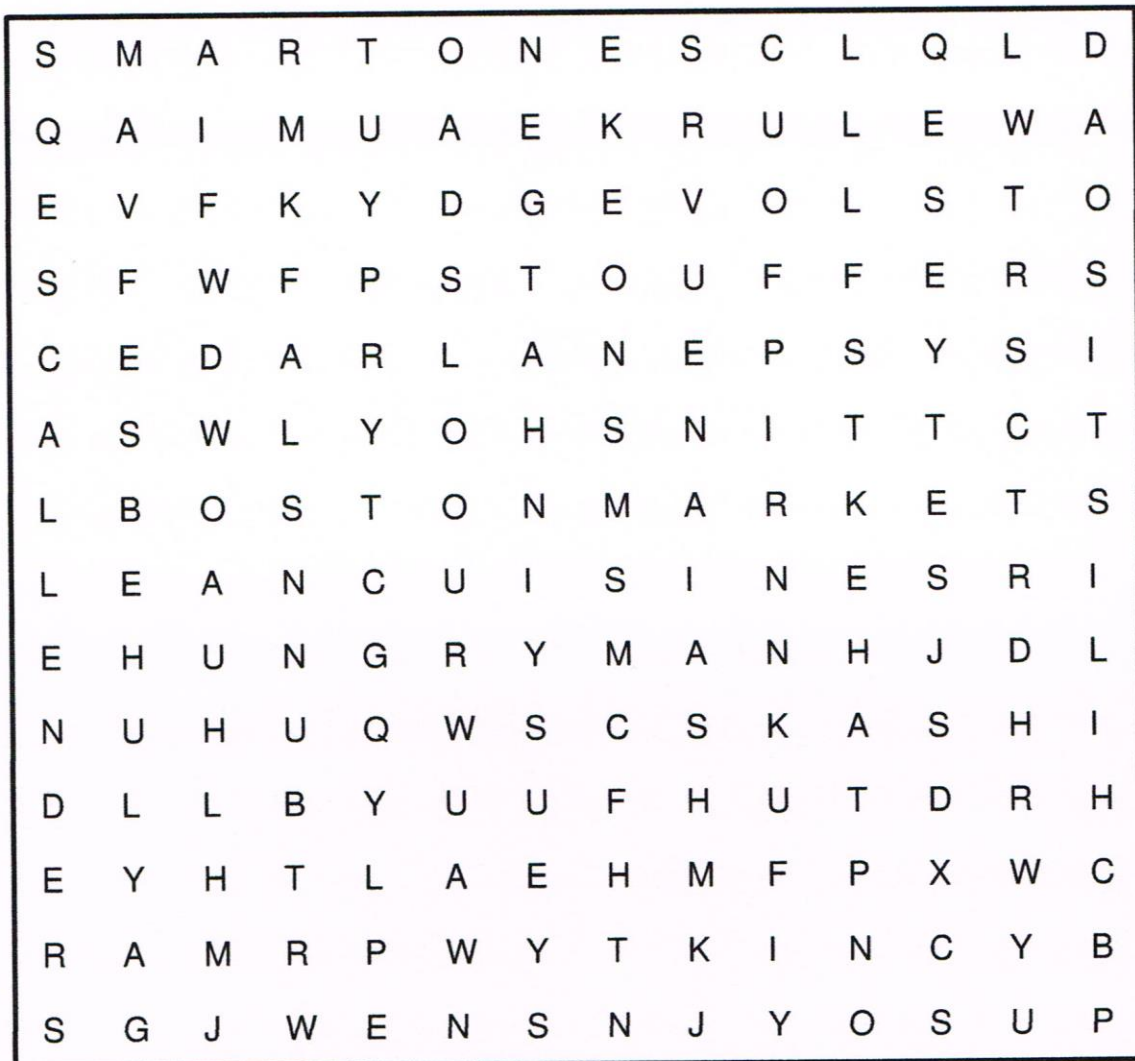 S M A R T O N E S C L Q L D
Q A I M U A E K R U L E W A
E V F K Y D G E V O L S T O
S F W F P S T O U F F E R S
C E D A R L A N E P S Y S I
A S W L Y O H S N I T T C T
L B O S T O N M A R K E T S
L E A N C U I S I N E S R I
E H U N G R Y M A N H J D L
N U H U Q W S C S K A S H I
D L L B Y U U F H U T D R H
E Y H T L A E H M F P X W C
R A M R P W Y T K I N C Y B
S G J W E N S N J Y O S U P